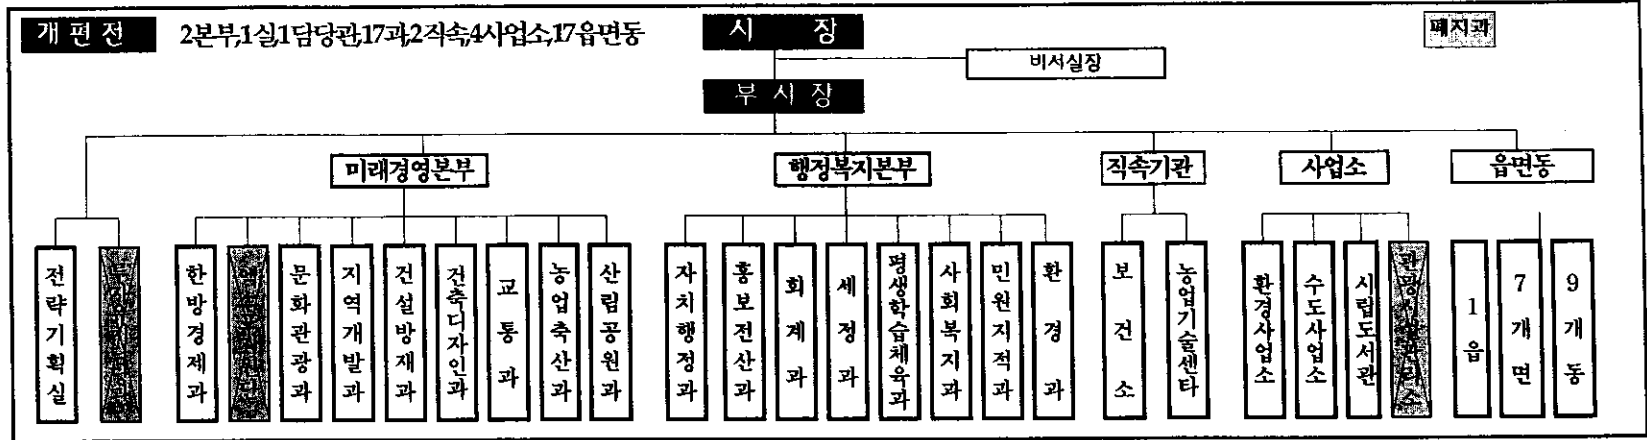 개편전
2본부,1실,1담당관,17과,2직속,4사업소,17읍면동
시 장
폐지과
비서실장
부시장
미래경영본부
행정복지본부
직속기관
사업소
읍면동
전략기획실
한방경제과
문화관광과
지역개발과
건설방재과
건축디자인과
교통과
농업축산과
산림공원과
자치행정과
홍보전산과
회계과
세정과
평생학습체육과
사회복지과
민원지적과
환경과
보건소
농업기술센타
환경사업소
수도사업소
시립도서관
관광시설관리소
1읍
7개면
9개동